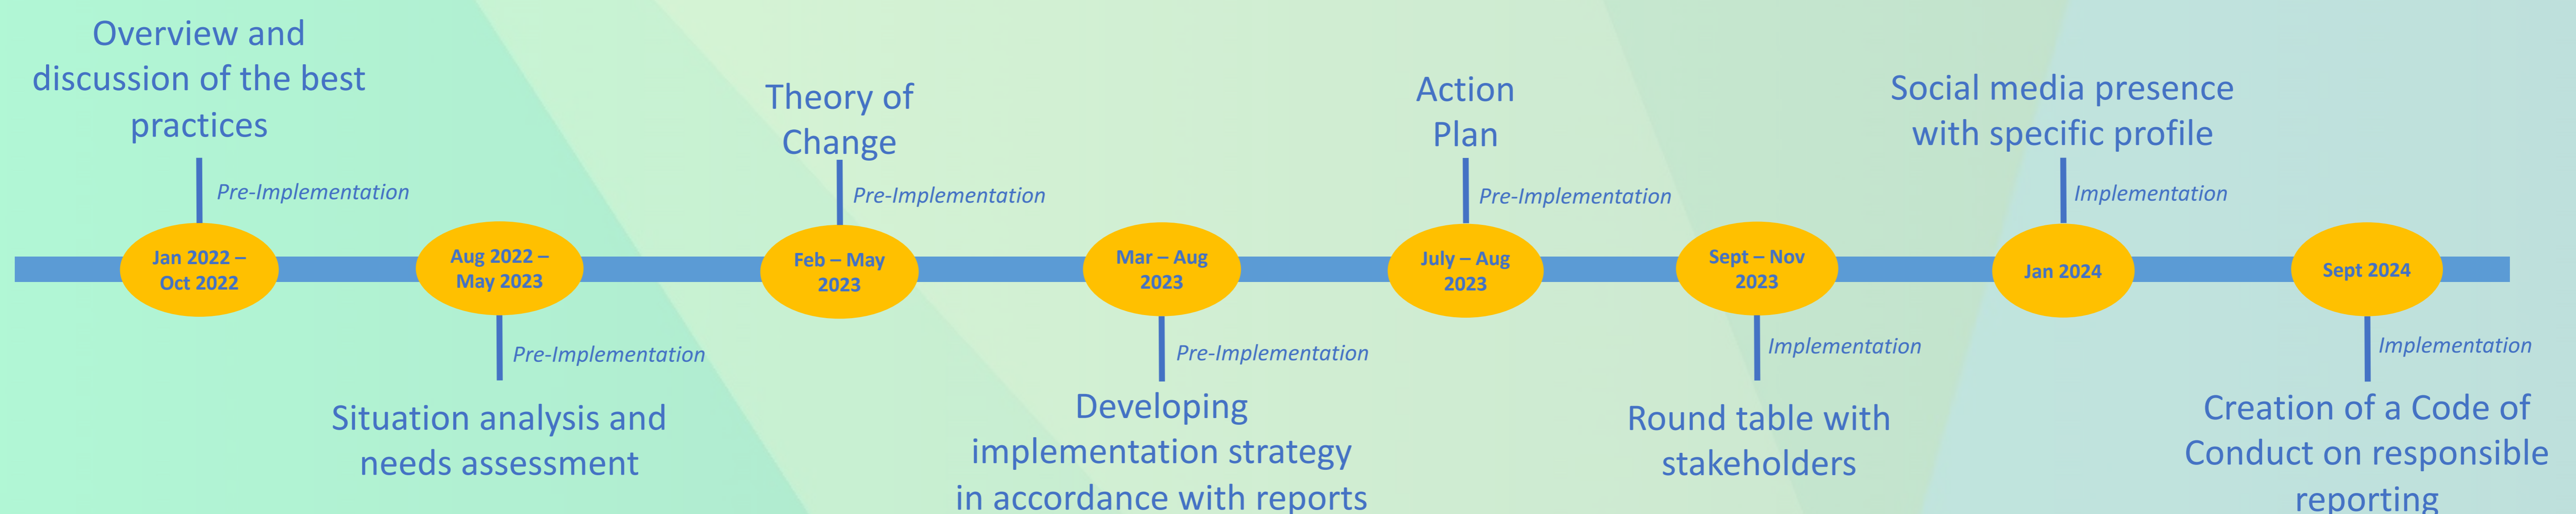 Overview and
discussion of the best
practices
Pre-Implementation
Jan 2022 –
Oct 2022
Aug 2022 –
May 2023
Pre-Implementation
Situation analysis and
needs assessment
Theory of
Change
Pre-Implementation
Feb – May
2023
Mar – Aug
2023
Pre-Implementation
Developing
implementation strategy
in accordance with reports
Action
Plan
Pre-Implementation
July – Aug
2023
Sept – Nov
2023
Implementation
Round table with
stakeholders
Social media presence
with specific profile
Implementation
Jan 2024
Sept 2024
Implementation
Creation of a Code of
Conduct on responsible
reporting